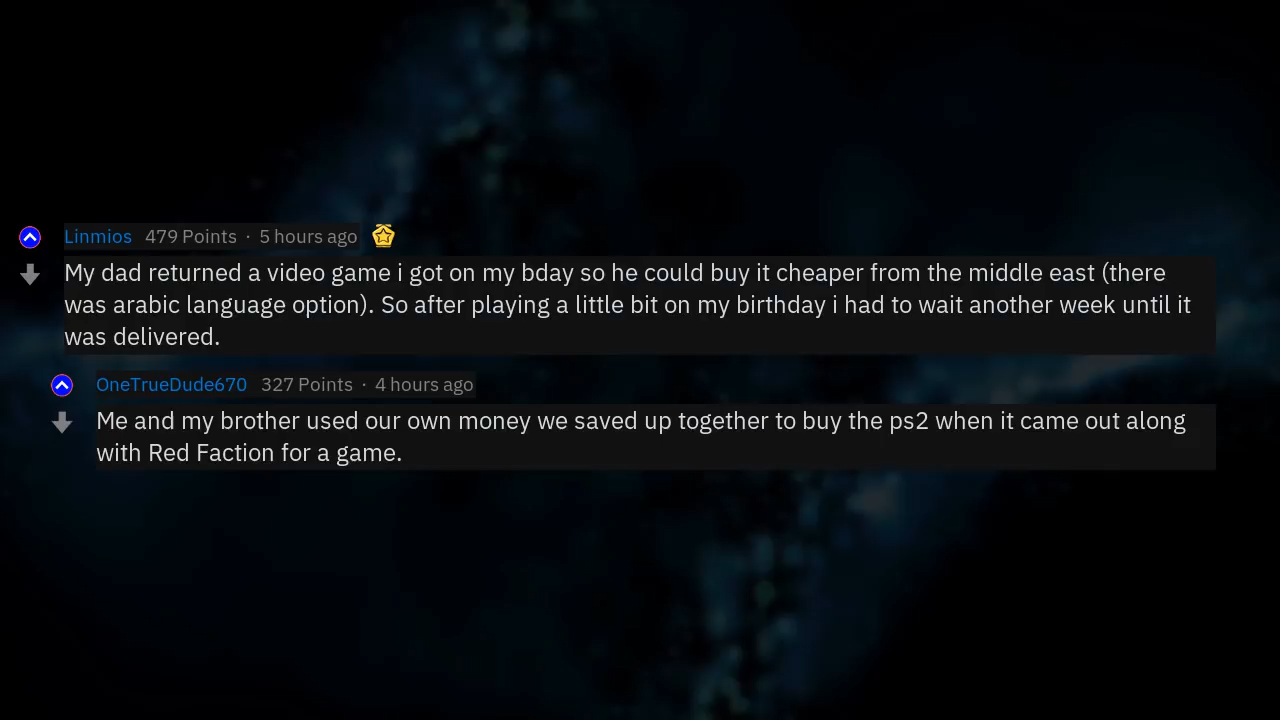 Linmios 479 Points · 5 hours ago
My dad returned a video game i got on my bday so he could buy it cheaper from the middle east (there
was arabic language option). So after playing a little bit on my birthday i had to wait another week until it
was delivered.
OneTrueDude670 327 Points · 4 hours ago
Me and my brother used our own money we saved up together to buy the ps2 when it came out along
with Red Faction for a game.